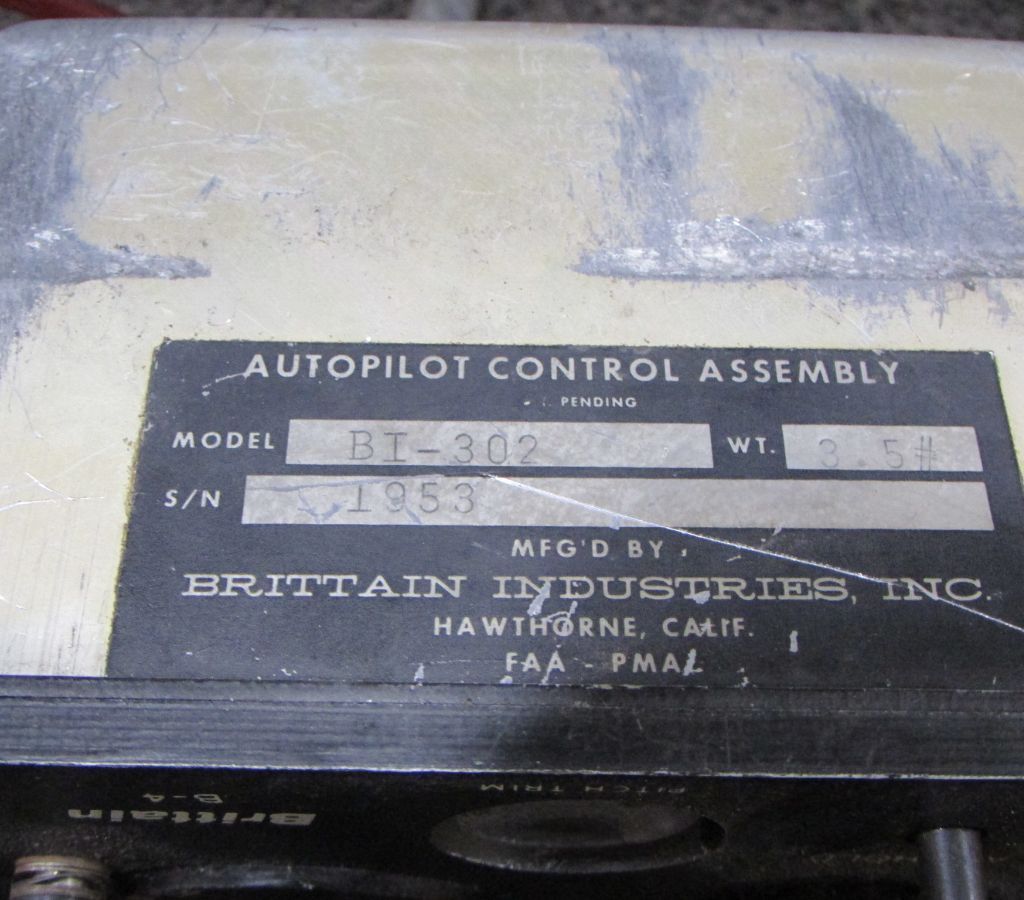 AUTOPILOT CONTROL ASSEMBLY
PENDING
MODEL BI-302 WT. 3.5#
S/N 1953
MFG'D BY
BRITTAIN INDUSTRIES, INC.
HAWTHORNE, CALIF.
FAA - PMA
PITCH TRIM
B-4
Brittain